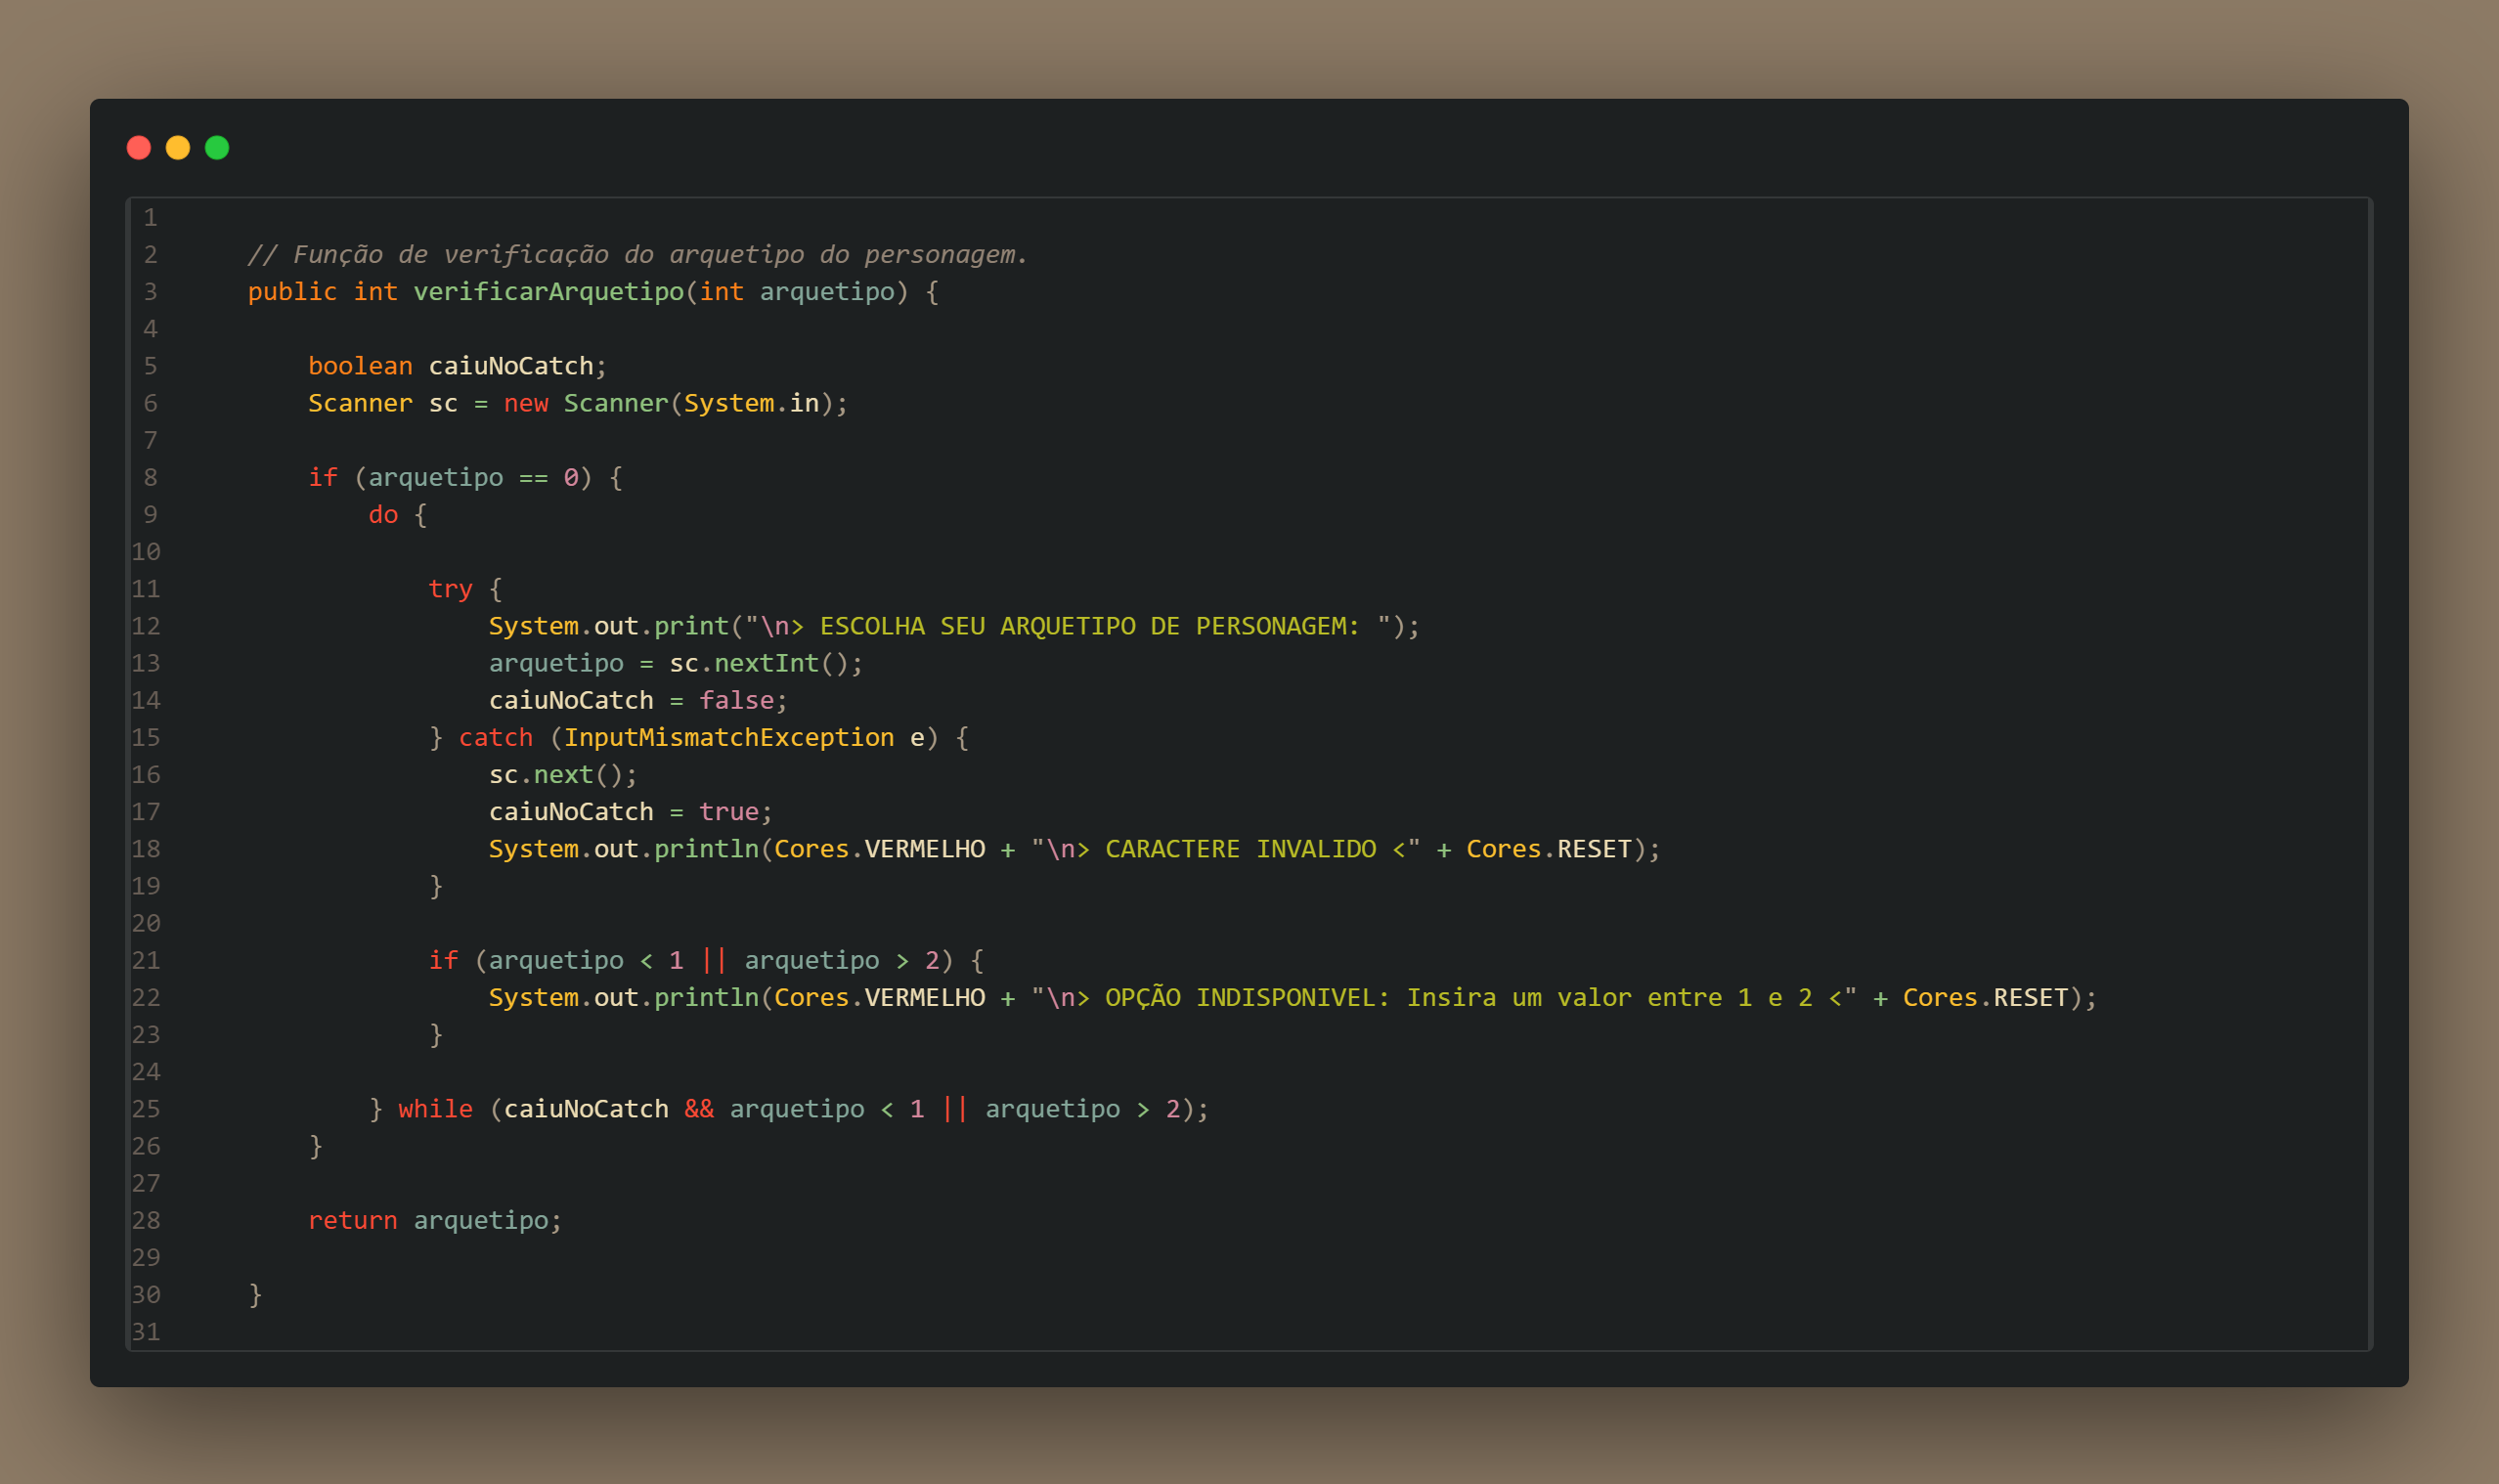 1
2 // Função de verificação do arquetipo do personagem.
3 public int verificarArquetipo(int arquetipo) {
4
5 boolean caiuNoCatch;
6 Scanner sc = new Scanner(System.in);
7
8 if (arquetipo == 0) {
9 do {
10
11 try {
12 System.out.print("\n> ESCOLHA SEU ARQUETIPO DE PERSONAGEM: ");
13 arquetipo = sc.nextInt();
14 caiuNoCatch = false;
15 } catch (InputMismatchException e) {
16 sc.next();
17 caiuNoCatch = true;
18 System.out.println(Cores.VERMELHO + "\n> CARACTERE INVALIDO <" + Cores.RESET);
19 }
20
21 if (arquetipo < 1 || arquetipo > 2) {
22 System.out.println(Cores.VERMELHO + "\n> OPÇÃO INDISPONIVEL: Insira um valor entre 1 e 2 <" + Cores.RESET);
23 }
24
25 } while (caiuNoCatch && arquetipo < 1 || arquetipo > 2);
26 }
27
28 return arquetipo;
29
30 }
31